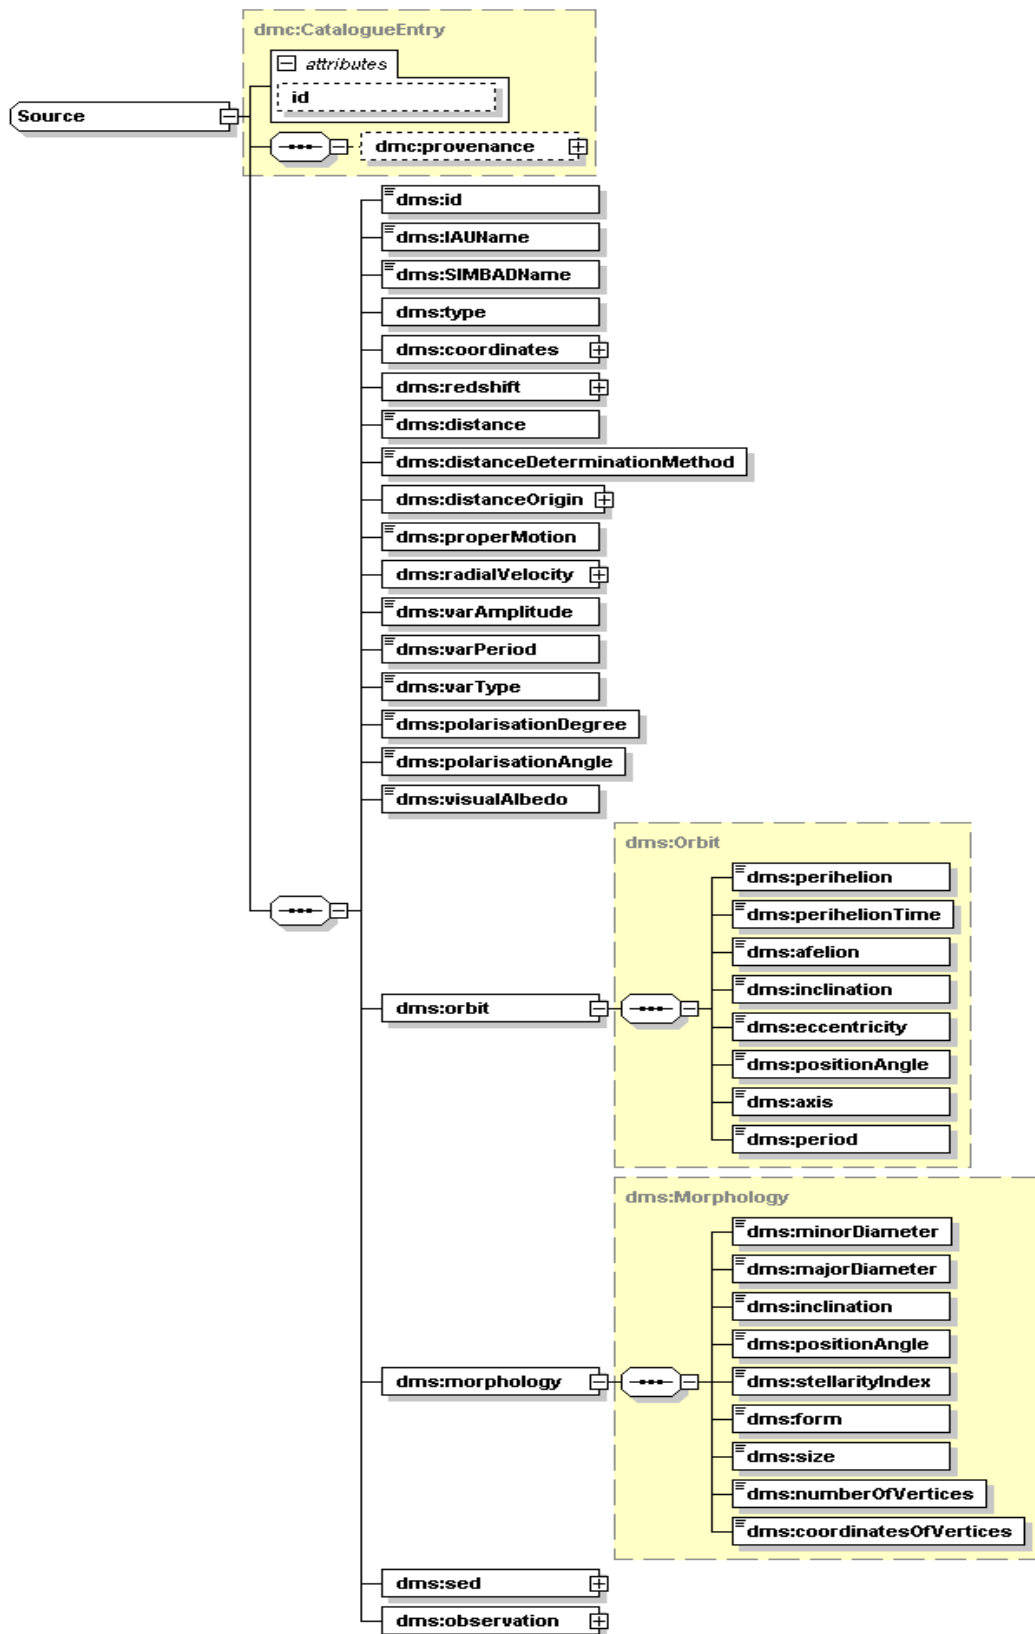 dmc:CatalogueEntry
attributes
id
Source
dmc:provenance
dms:id
dms:IAUName
dms:SIMBADName
dms:type
dms:coordinates
dms:redshift
dms:distance
dms:distanceDeterminationMethod
dms:distanceOrigin
dms:properMotion
dms:radialVelocity
dms:varAmplitude
dms:varPeriod
dms:varType
dms:polarisationDegree
dms:polarisationAngle
dms:visualAlbedo
dms:orbit
dms:Orbit
dms:perihelion
dms:perihelionTime
dms:afelion
dms:inclination
dms:eccentricity
dms:positionAngle
dms:axis
dms:period
dms:morphology
dms:Morphology
dms:minorDiameter
dms:majorDiameter
dms:inclination
dms:positionAngle
dms:stellarityIndex
dms:form
dms:size
dms:numberOfVertices
dms:coordinatesOfVertices
dms:sed
dms:observation